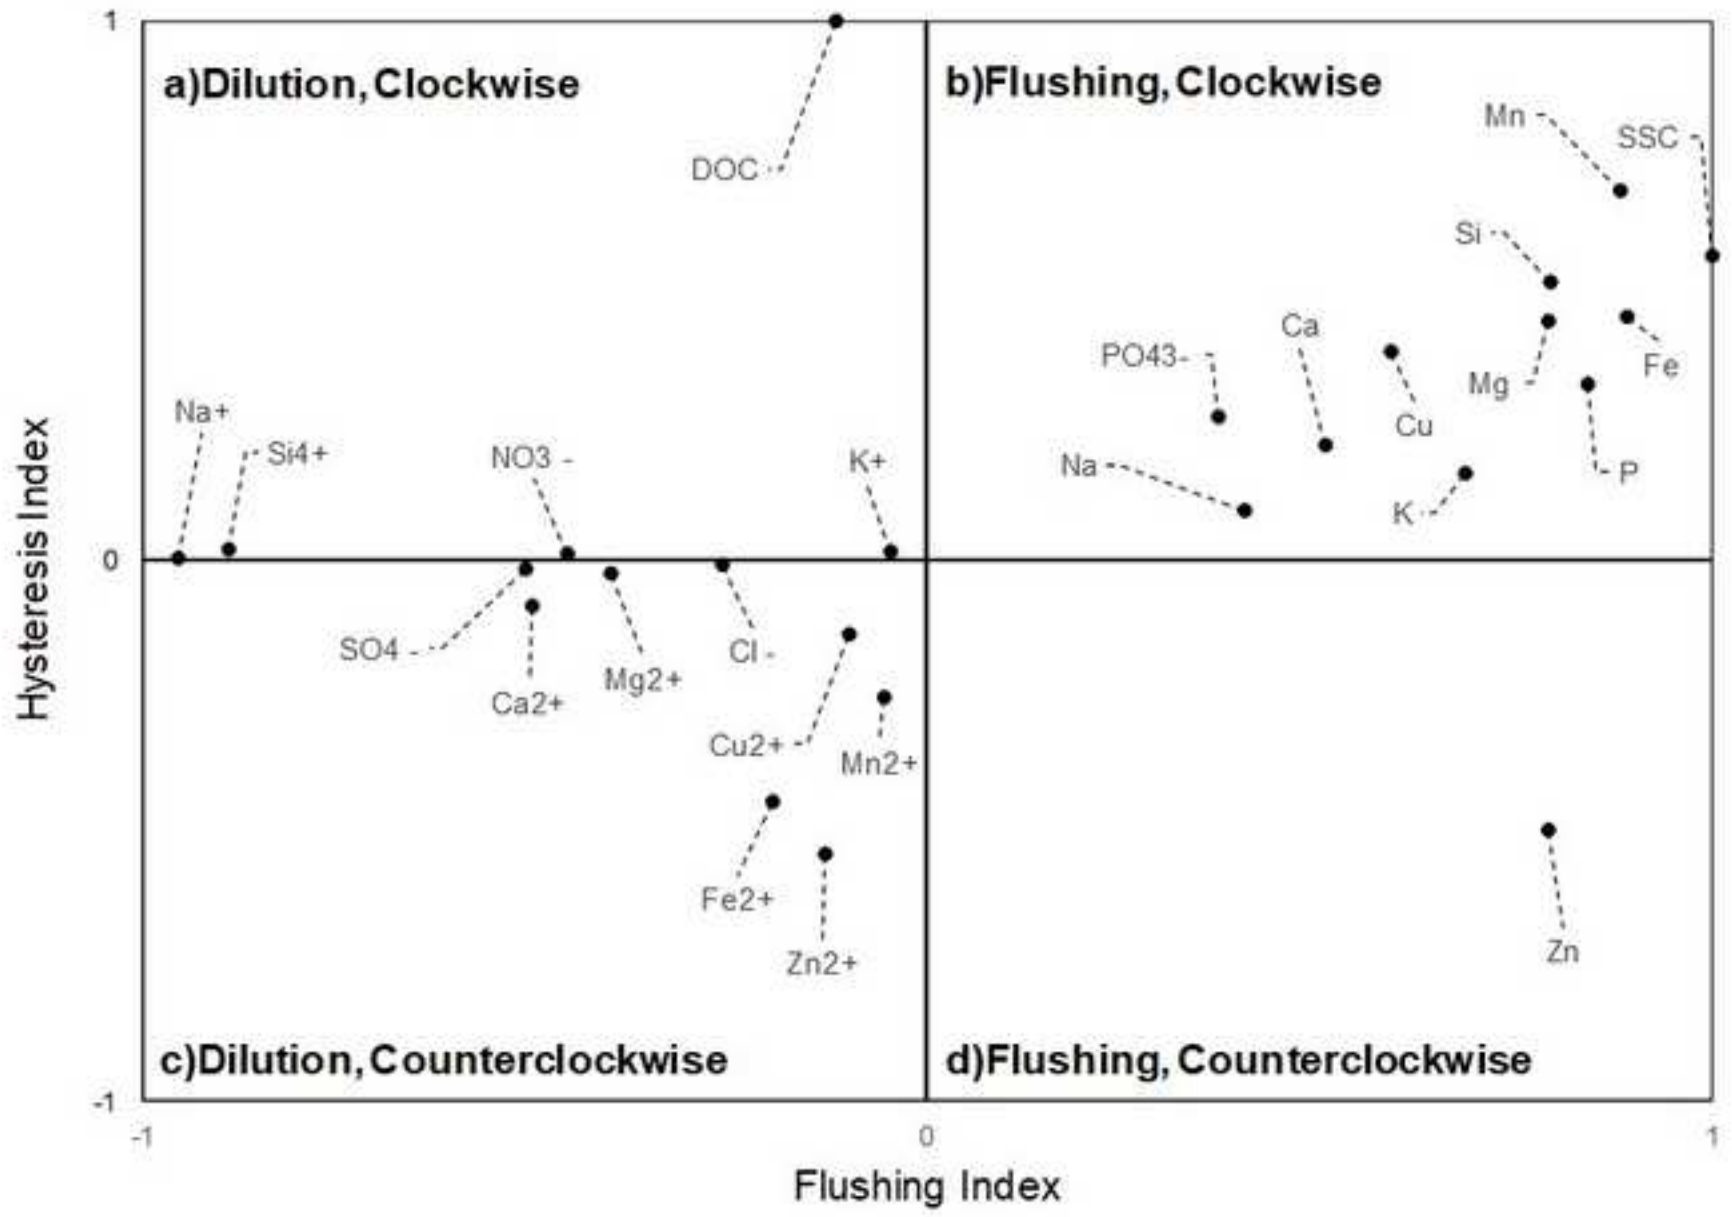 1
a)Dilution, Clockwise
b)Flushing, Clockwise
Mn
SSC
DOC
Si
Ca
PO43-
Fe
Mg
Na+
Cu
Si4+
NO3 -
K+
Na
P
K
0
Hysteresis Index
SO4 -
Cl -
Mg2+
Ca2+
Cu2+
Mn2+
Fe2+
Zn
Zn2+
c)Dilution, Counterclockwise
d)Flushing, Counterclockwise
-1
-1
0
1
Flushing Index